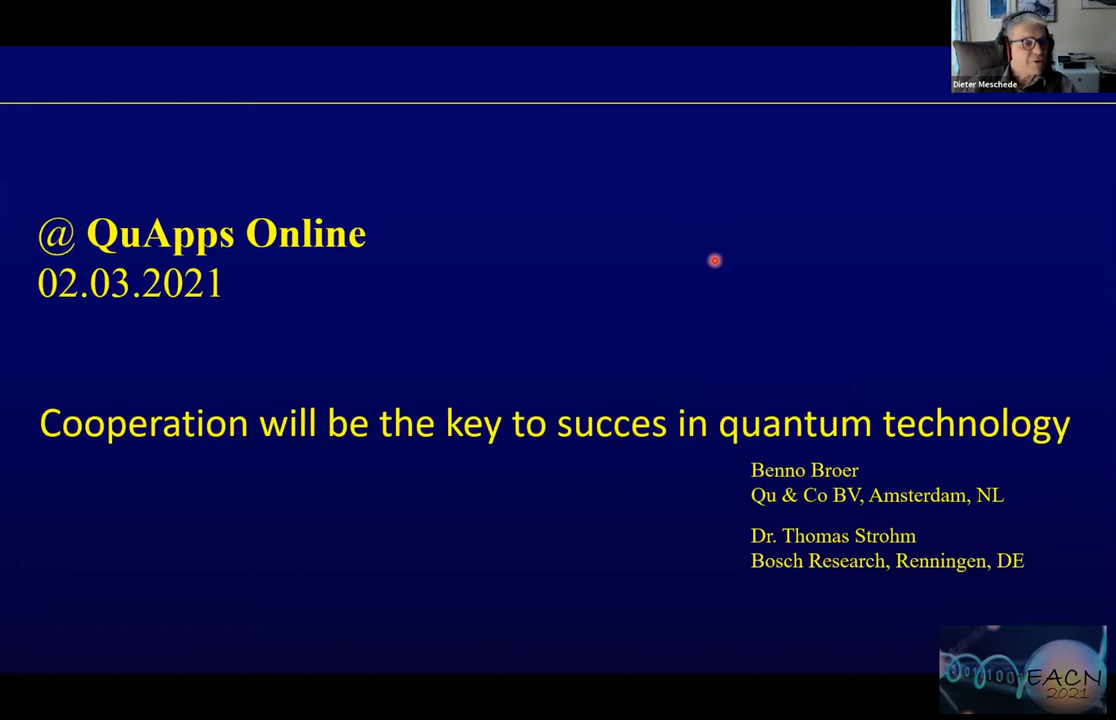 Dieter Meschede
@ QuApps Online
02.03.2021
Cooperation will be the key to succes in quantum technology
Benno Broer
Qu & Co BV, Amsterdam, NL
Dr. Thomas Strohm
Bosch Research, Renningen, DE
EACN
2021